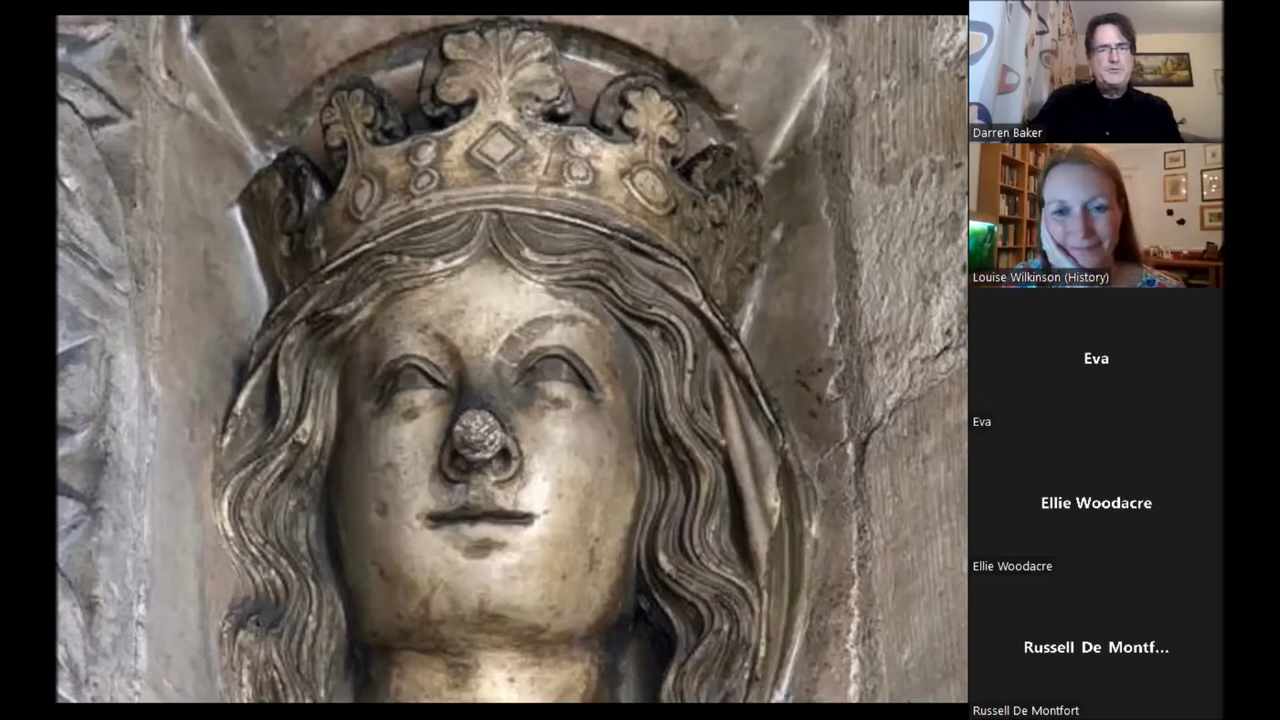 Darren Baker
Louise Wilkinson (History)
Eva
Eva
Ellie Woodacre
Ellie Woodacre
Russell De Montf...
Russell De Montfort